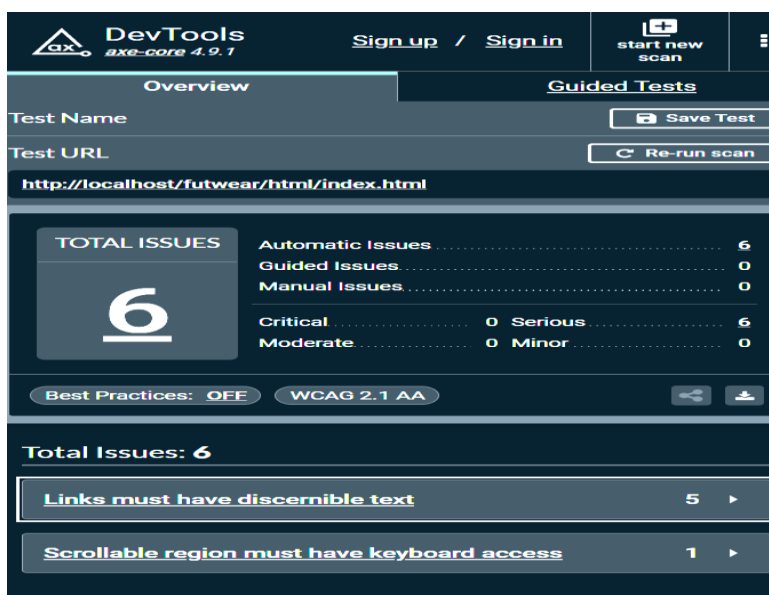 ax DevTools
axe-core 4.9.1
Sign up / Sign in
start new
scan
Overview
Guided Tests
Test Name
Save Test
Test URL
Re-run scan
http://localhost/futwear/html/index.html
TOTAL ISSUES
6
Automatic Issues 6
Guided Issues 0
Manual Issues 0
Critical 0 Serious 6
Moderate 0 Minor 0
Best Practices: OFF
WCAG 2.1 AA
Total Issues: 6
Links must have discernible text 5
Scrollable region must have keyboard access 1